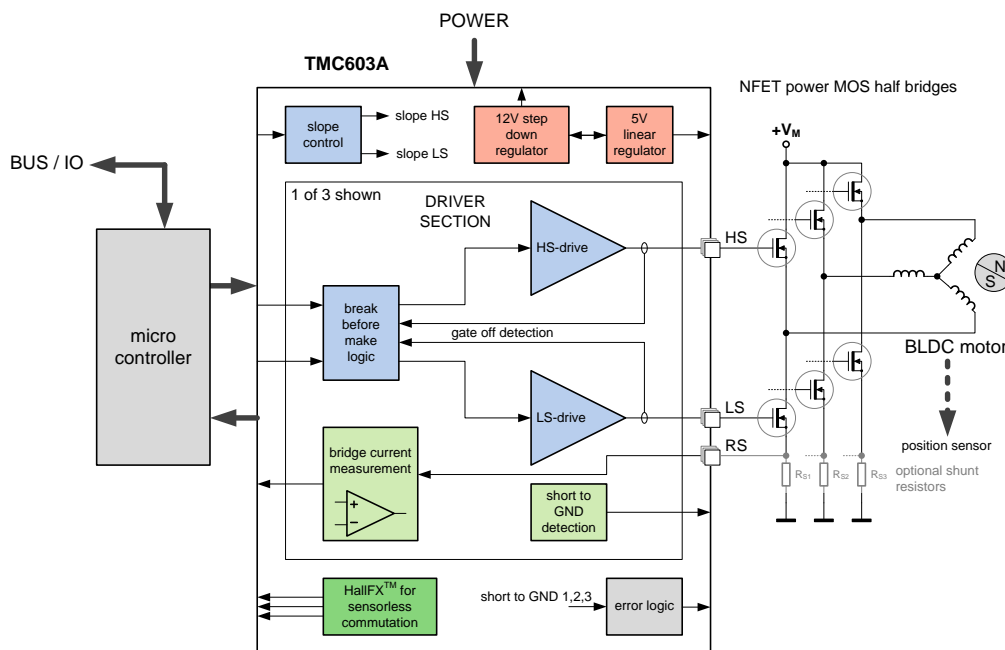 POWER
TMC603A
NFET power MOS half bridges
slope
control
slope HS
slope LS
12V step
down
regulator
5V
linear
regulator
+VM
BUS / IO
1 of 3 shown
DRIVER
SECTION
HS-drive
HS
N
S
break
before
make
logic
gate off detection
micro
controller
BLDC motor
LS-drive
LS
RS
position sensor
bridge current
measurement
+
−
short to
GND
detection
RS1
RS2
RS3
optional shunt
resistors
HallFX™ for
sensorless
commutation
short to GND 1,2,3
error logic